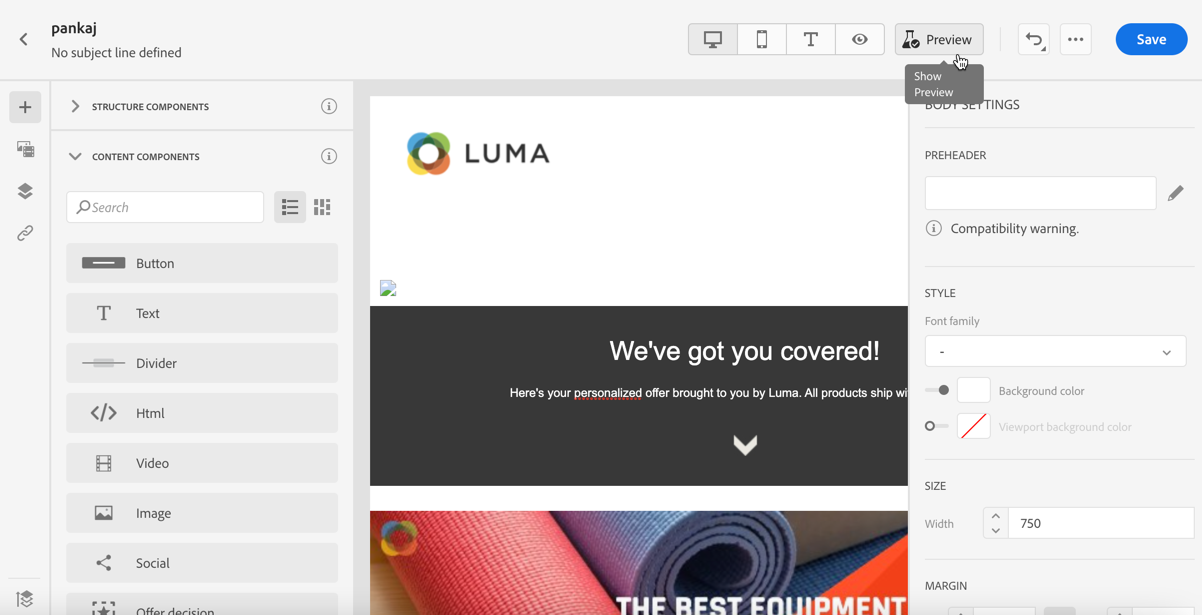 pankaj
No subject line defined
Preview
Save
Show
Preview
STRUCTURE COMPONENTS
CONTENT COMPONENTS
Search
Button
Text
Divider
Html
Video
Image
Social
Offer decision
LUMA
We've got you covered!
Here's your personalized offer brought to you by Luma. All products ship wi
THE BEST EQUIPMENT
BODY SETTINGS
PREHEADER
Compatibility warning.
STYLE
Font family
-
Background color
Viewport background color
SIZE
Width
750
MARGIN